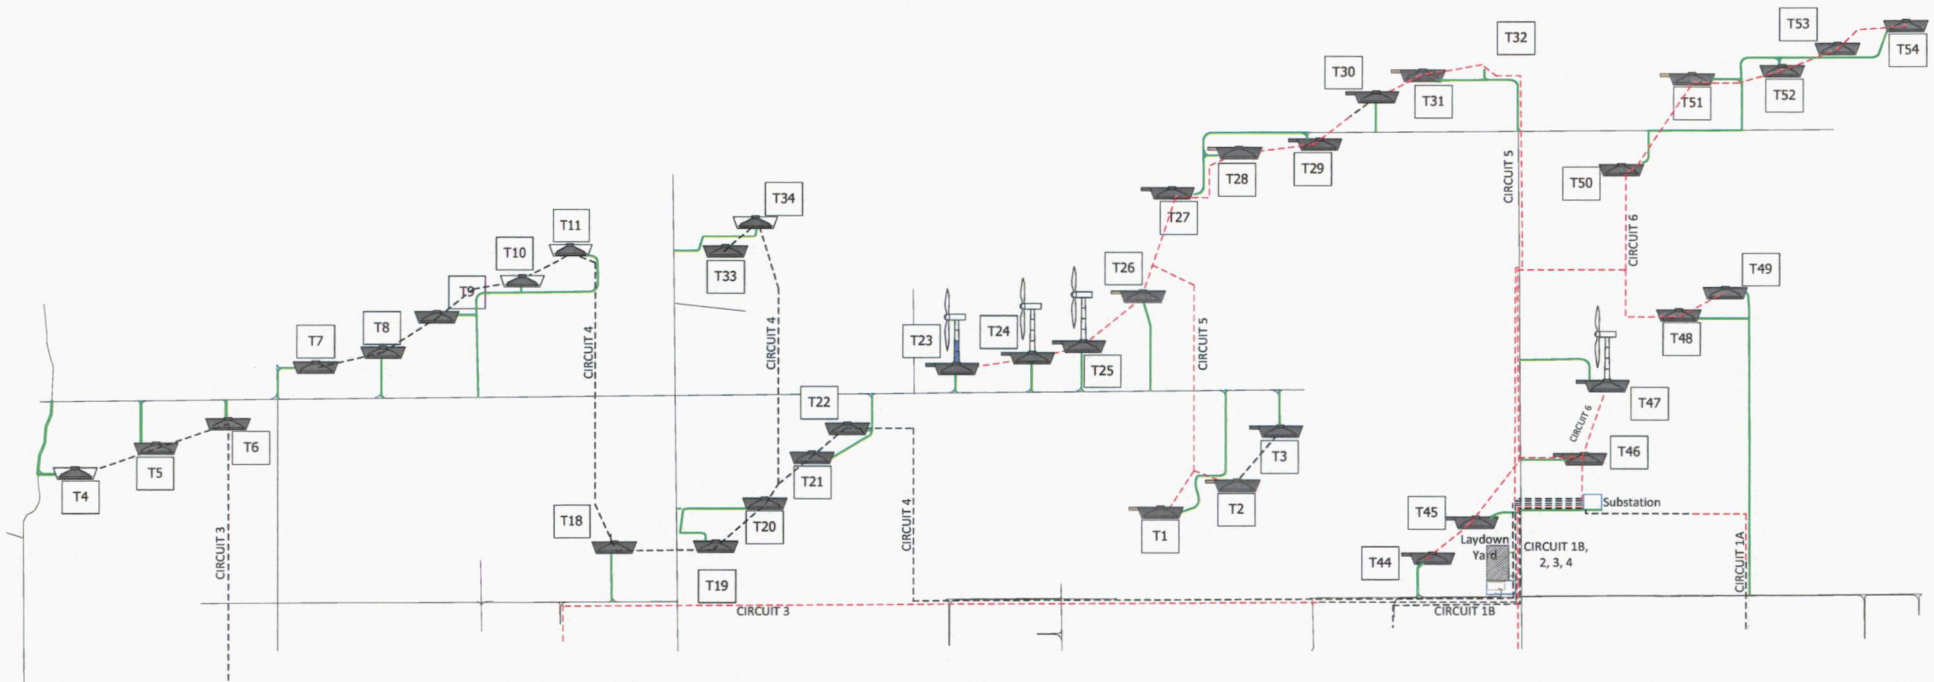 T53
T54
T32
T30
T31
T51
T52
T28
T29
T50
CIRCUIT 5
T34
T27
T11
CIRCUIT 6
T10
T33
T26
T49
T9
T7
T8
CIRCUIT 4
CIRCUIT 4
T23
T24
T25
CIRCUIT 5
T48
T47
T22
CIRCUIT 6
T6
T5
T4
T21
T3
T46
T2
T20
T18
T1
T45
Substation
CIRCUIT 3
CIRCUIT 4
Laydown
Yard
T44
CIRCUIT 1B,
2, 3, 4
CIRCUIT 1A
T19
CIRCUIT 3
CIRCUIT 1B